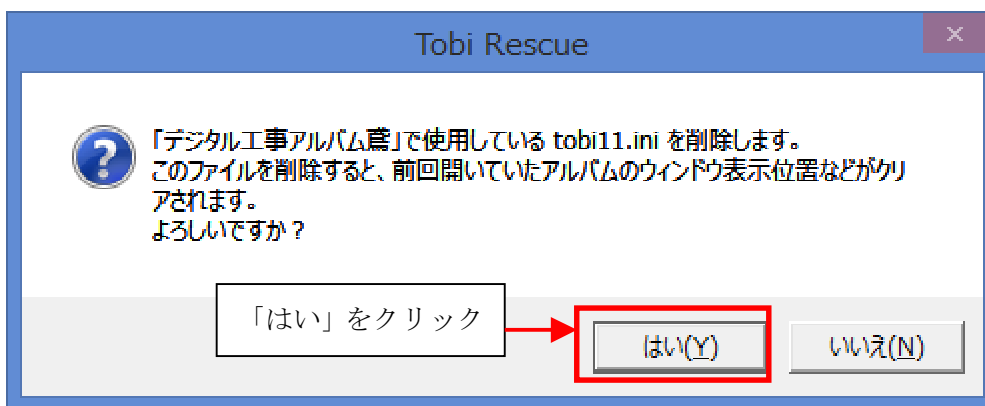 Tobi Rescue
「デジタル工事アルバム鳶」で使用している tobi11.ini を削除します。
このファイルを削除すると、前回開いていたアルバムのウィンドウ表示位置などがクリ
アされます。
よろしいですか？
「はい」をクリック
はい(Y)
いいえ(N)